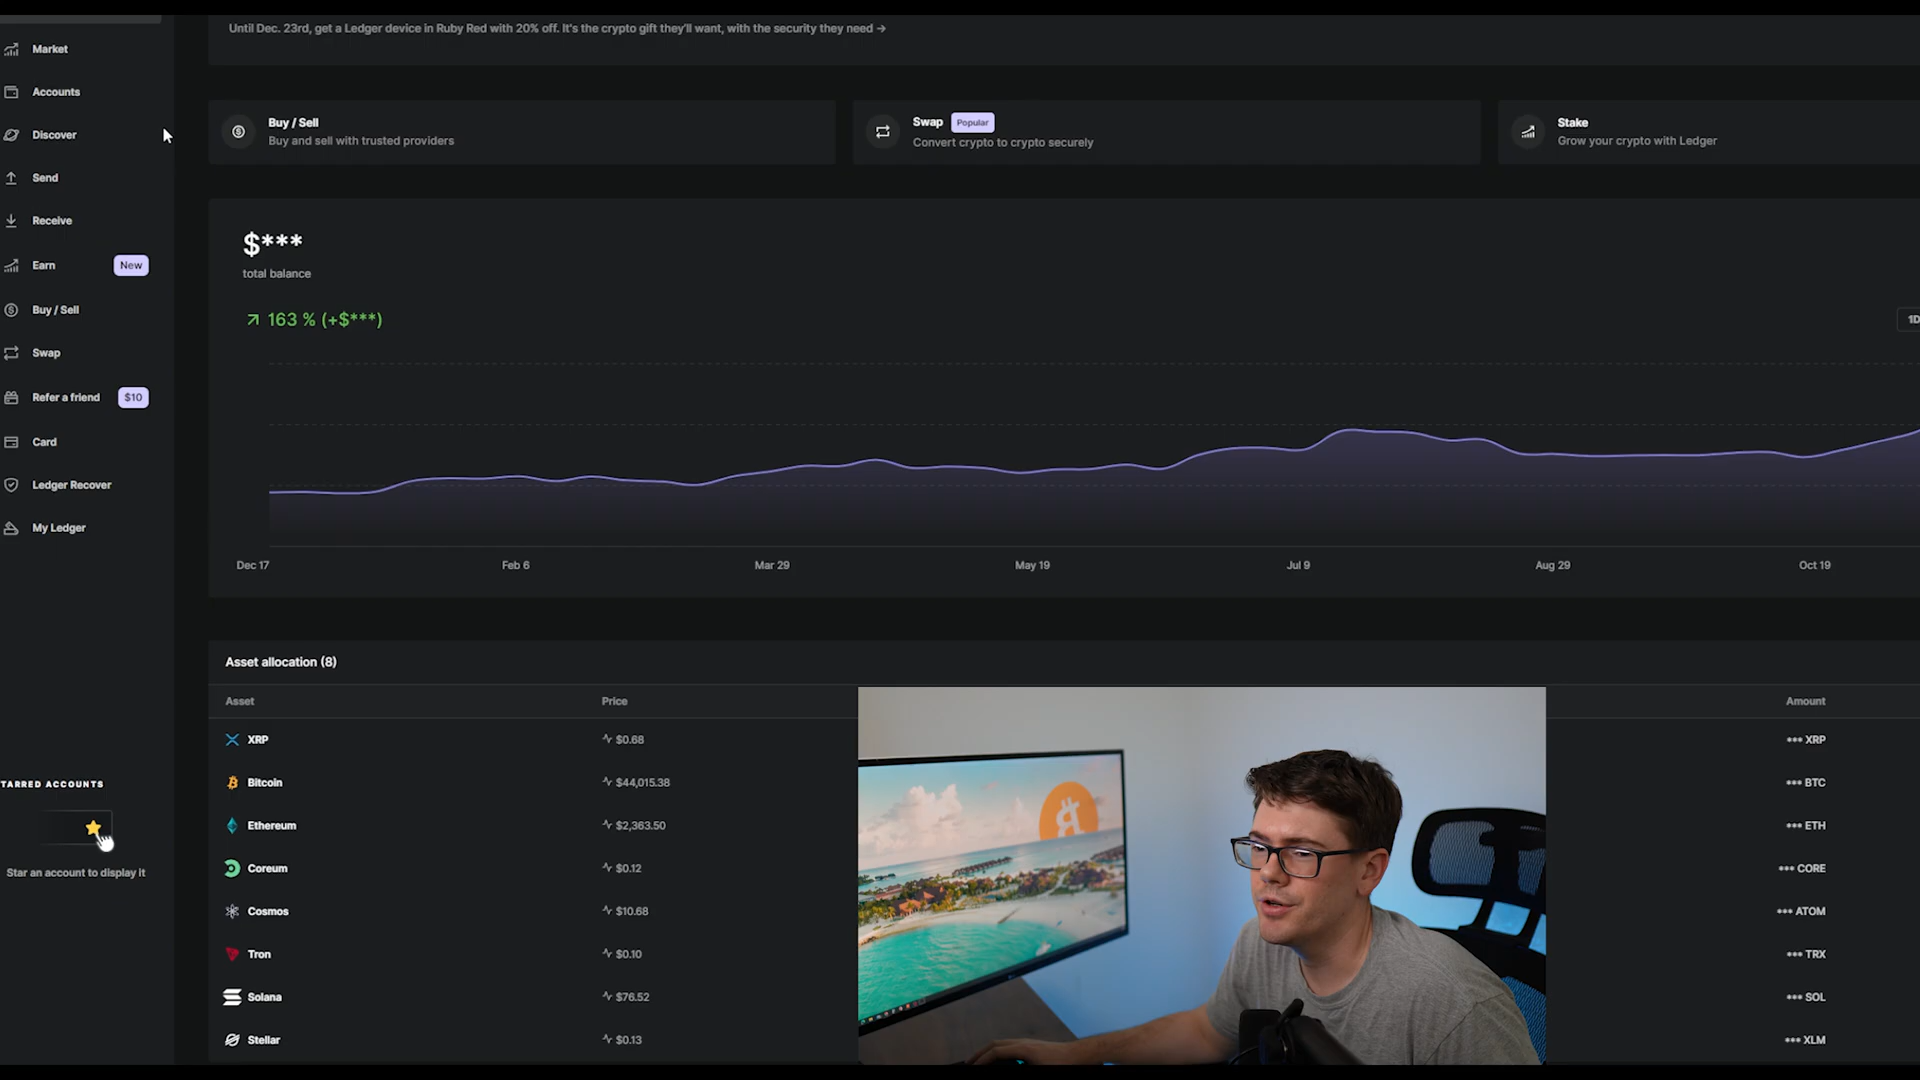 Until Dec. 23rd, get a Ledger device in Ruby Red with 20% off. It's the crypto gift they'll want, with the security they need →
Market
Accounts
Discover
Send
Receive
Earn New
Buy / Sell
Swap
Refer a friend $10
Card
Ledger Recover
My Ledger
TARRED ACCOUNTS
Star an account to display it
Buy / Sell
Buy and sell with trusted providers
Swap Popular
Convert crypto to crypto securely
Stake
Grow your crypto with Ledger
$***
total balance
163 % (+$***)
1D
Dec 17 Feb 6 Mar 29 May 19 Jul 9 Aug 29 Oct 19
Asset allocation (8)
Asset Price Amount
XRP $0.68 *** XRP
Bitcoin $44,015.38 *** BTC
Ethereum $2,363.50 *** ETH
Coreum $0.12 *** CORE
Cosmos $10.68 *** ATOM
Tron $0.10 *** TRX
Solana $76.52 *** SOL
Stellar $0.13 *** XLM